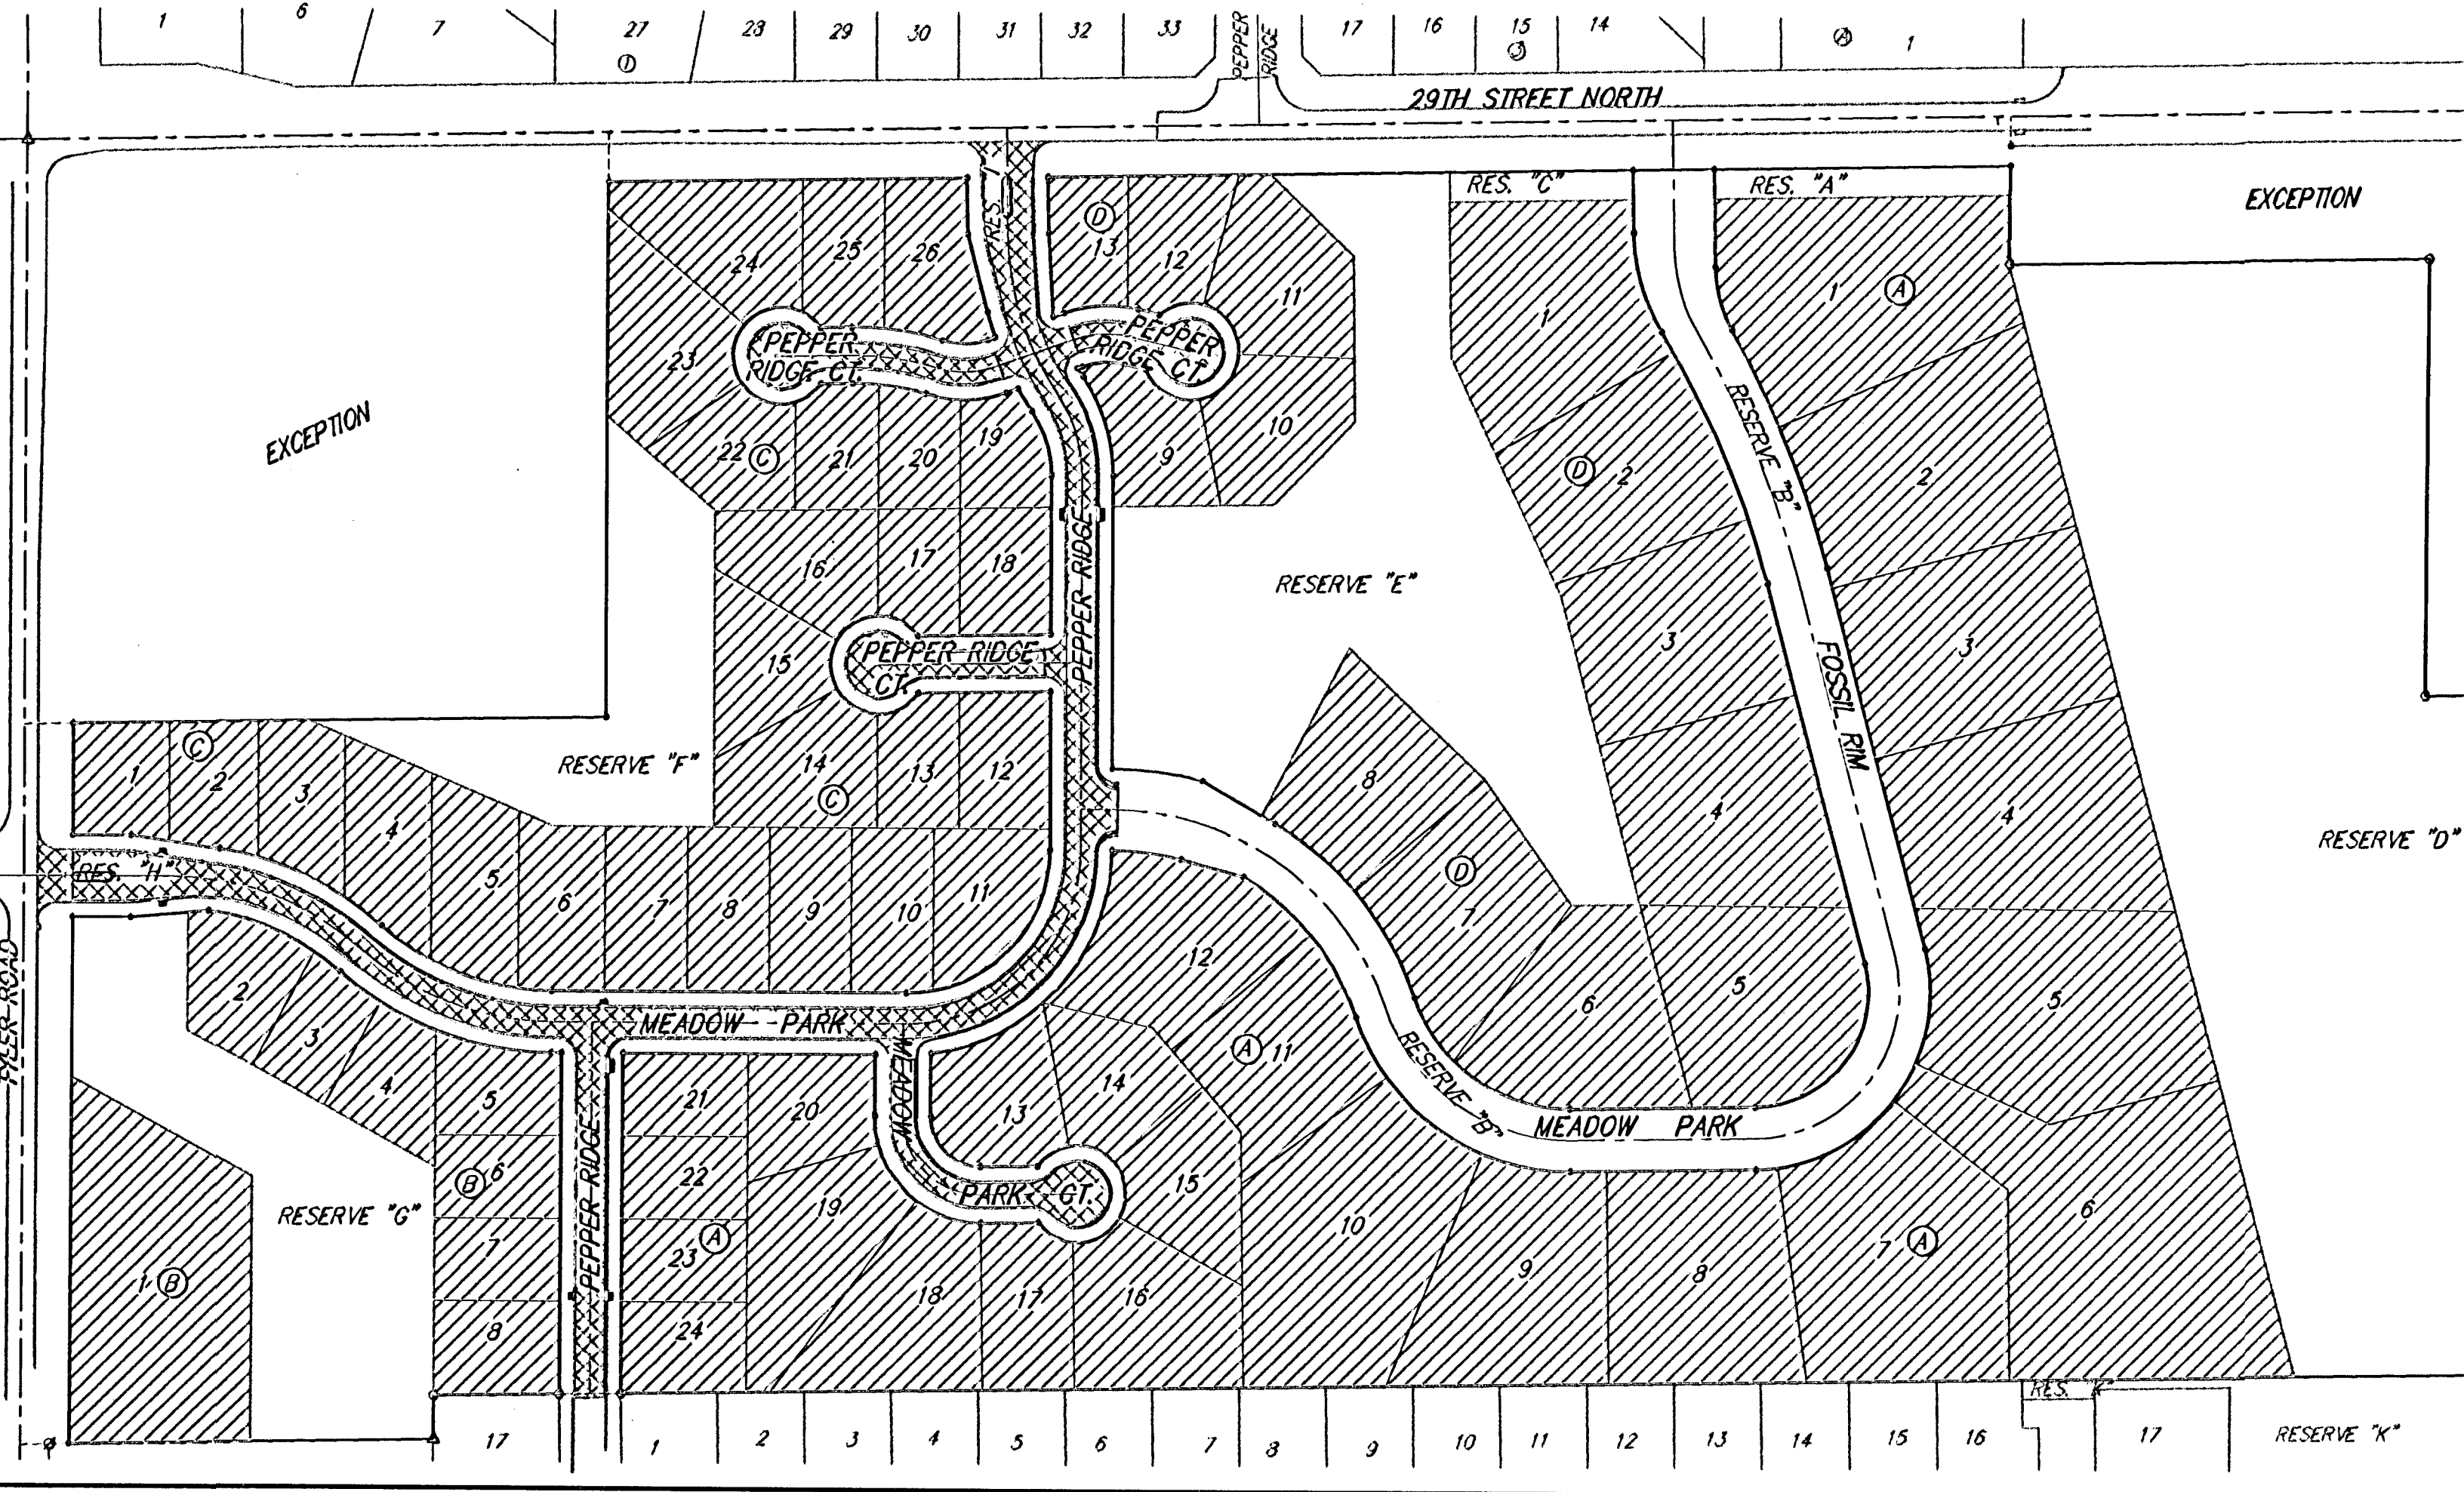 1 6 7 27 28 29 30 31 32 33 17 16 15 14 1
D
A
PEPPER
RIDGE
29TH STREET NORTH
RES. "C"
RES. "A"
EXCEPTION
RES.
D
24 25 26 13 12
11
1
1 A
PEPPER
RIDGE CT.
PEPPER
RIDGE CT.
23
RESERVE "B"
EXCEPTION
22 C 21 20 19
9 10
D 2
2
16 17 18
PEPPER RIDGE
RESERVE "E"
3
3
FOSSIL RIM
15
PEPPER RIDGE
CT.
RESERVE "F"
14 13 12
C
8
4
4
RESERVE "D"
C
1 2 3 4
RES. "H"
5 6 7 8 9 10 11
D
7
12
6 5
5
TYLER ROAD
2
3
4
MEADOW PARK
MEADOW
PARK CT.
A 11
RESERVE "B"
MEADOW PARK
5
21 20
14
13
B 6
22
19
15
PEPPER RIDGE
RESERVE "G"
7
23 A
10
6
7 A
1 B
8
24
18 17 16
9
8
RES. "K"
17 1 2 3 4 5 6 7 8 9 10 11 12 13 14 15 16 17
RESERVE "K"